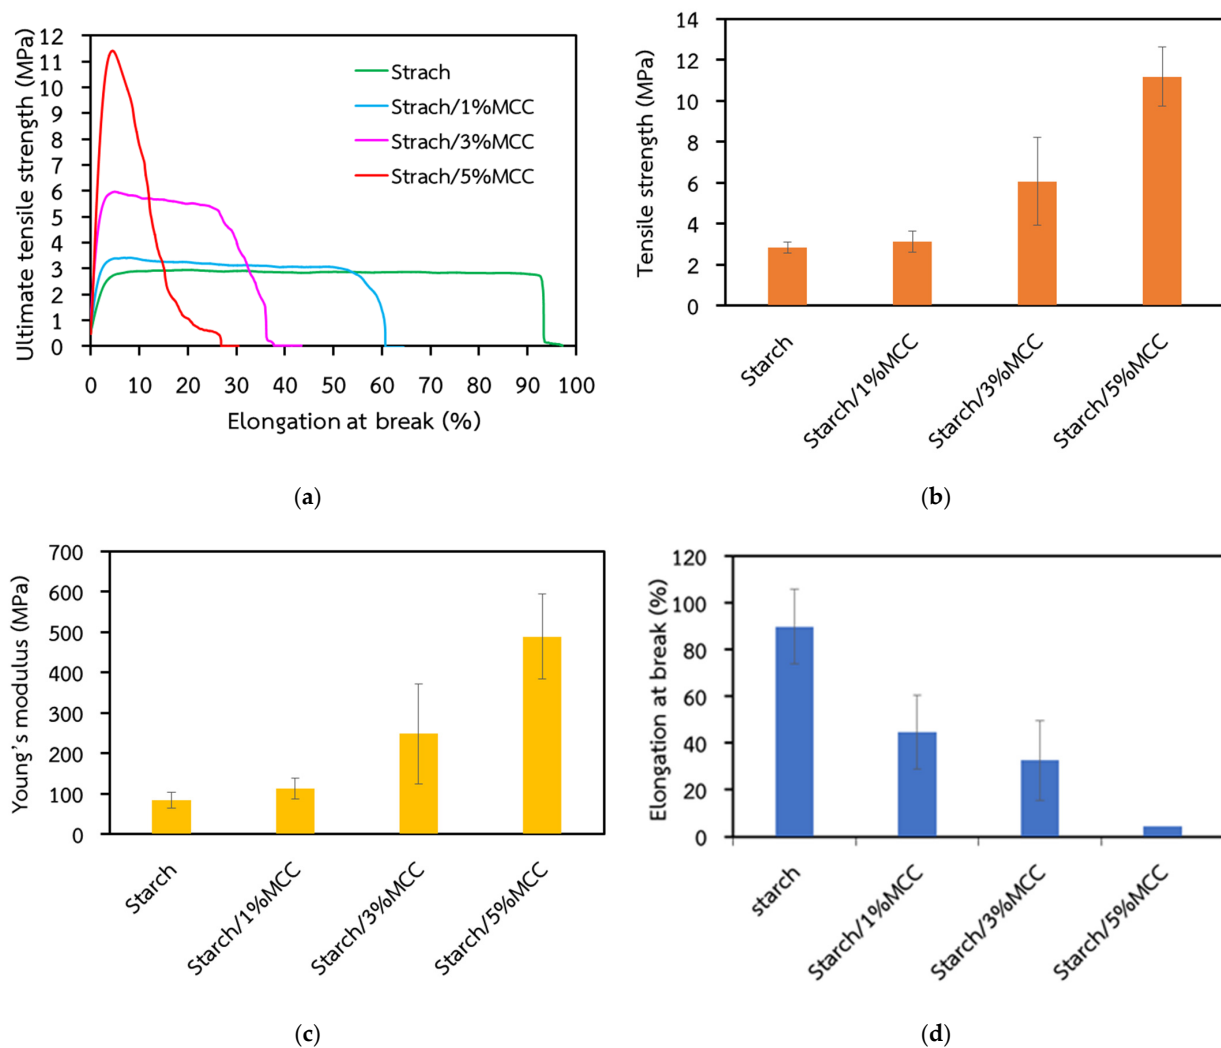 12
11
10
9
8
7
6
5
4
3
2
1
0
Ultimate tensile strength (MPa)
Strach
Strach/1%MCC
Strach/3%MCC
Strach/5%MCC
0 10 20 30 40 50 60 70 80 90 100
Elongation at break (%)
(a)
14
12
10
8
6
4
2
0
Tensile strength (MPa)
Starch
Starch/1%MCC
Starch/3%MCC
Starch/5%MCC
(b)
700
600
500
400
300
200
100
0
Young's modulus (MPa)
Starch
Starch/1%MCC
Starch/3%MCC
Starch/5%MCC
(c)
120
100
80
60
40
20
0
Elongation at break (%)
starch
Starch/1%MCC
Starch/3%MCC
Starch/5%MCC
(d)